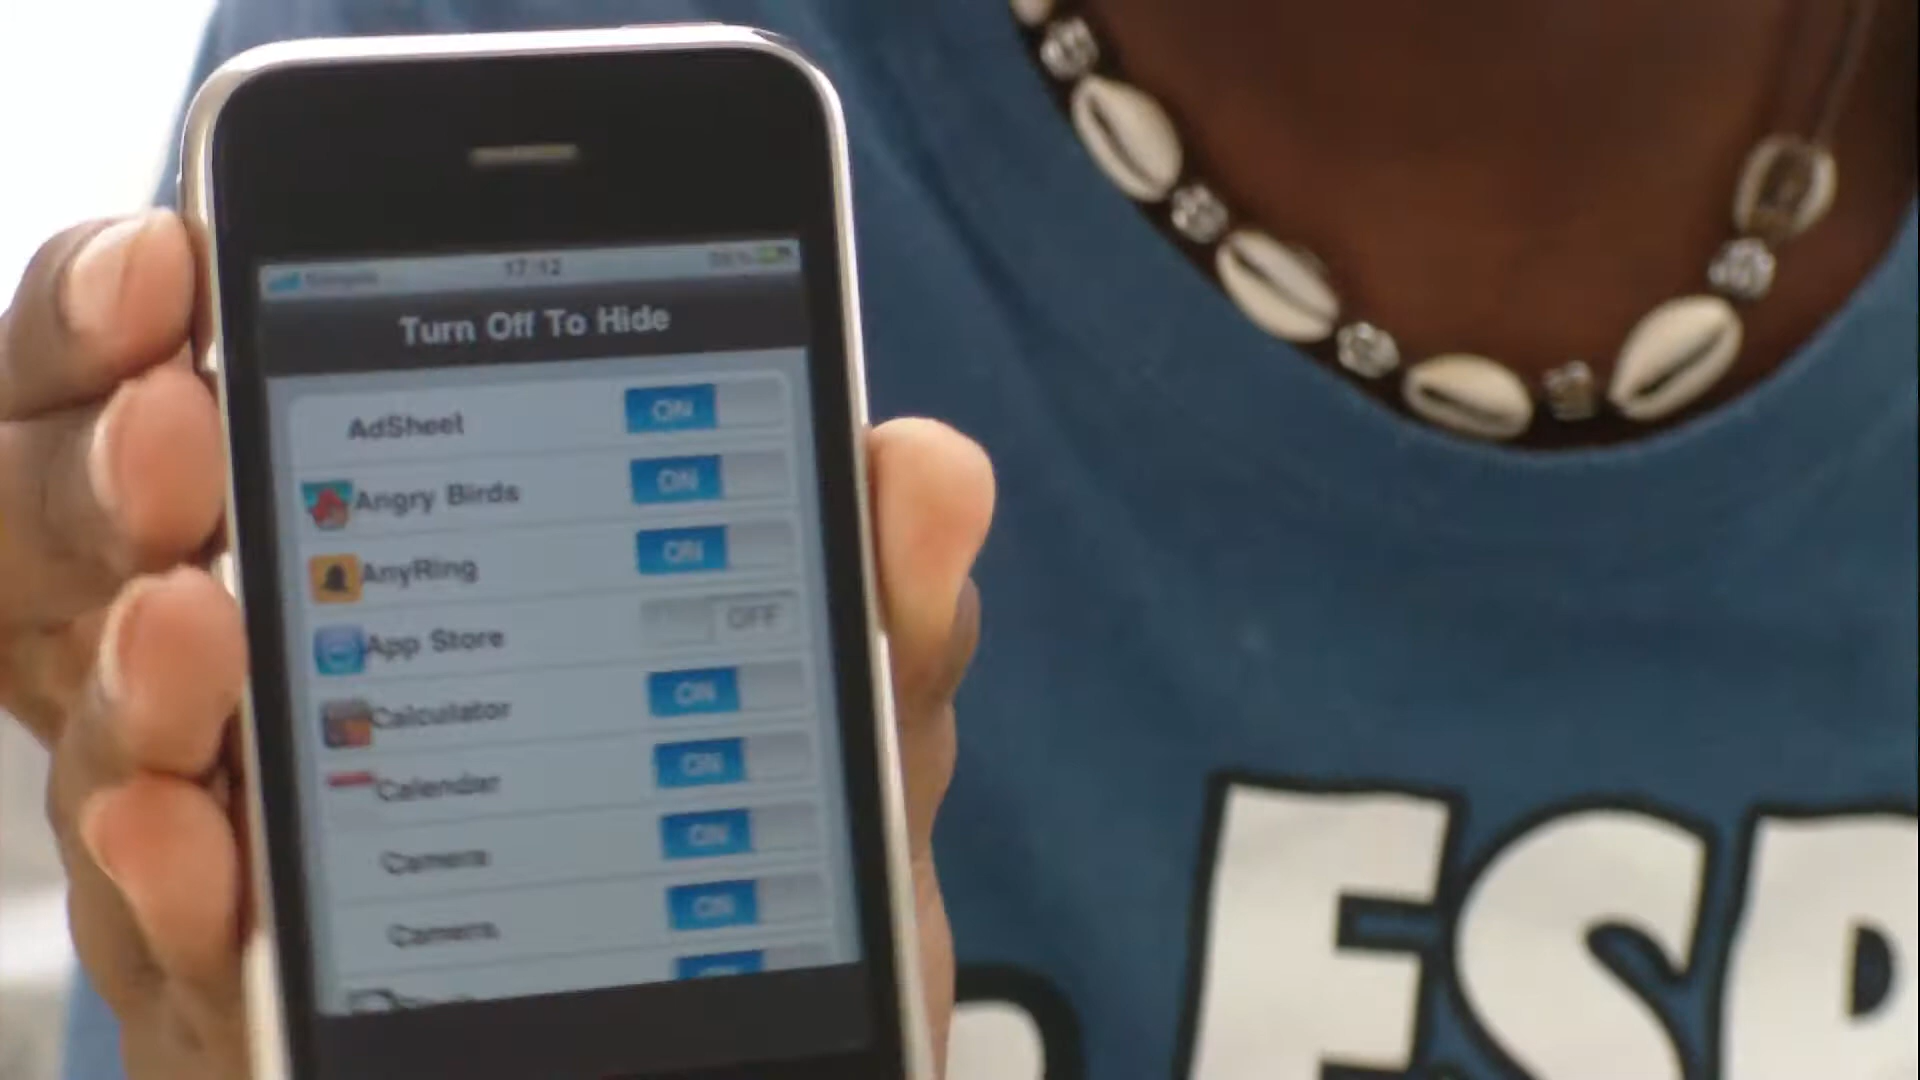 17:12
Turn Off To Hide
AdSheet ON
Angry Birds ON
AnyRing ON
App Store OFF
Calculator ON
Calendar ON
Camera ON
Camera ON
ESP